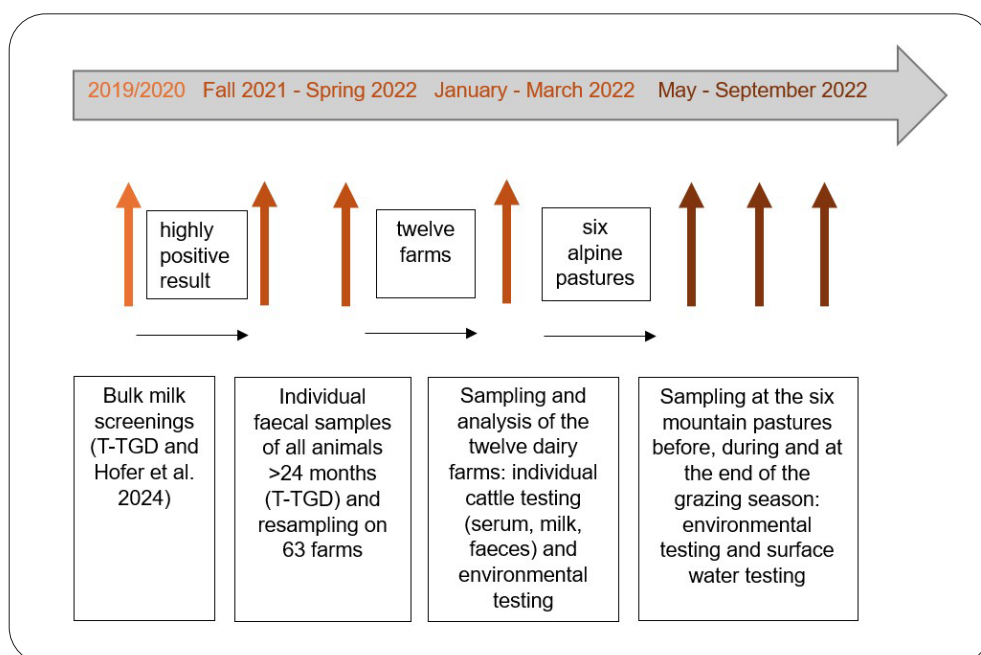 2019/2020 Fall 2021 - Spring 2022 January - March 2022 May - September 2022
highly
positive
result
twelve
farms
six
alpine
pastures
Bulk milk
screenings
(T-TGD and
Hofer et al.
2024)
Individual
faecal samples
of all animals
>24 months
(T-TGD) and
resampling on
63 farms
Sampling and
analysis of the
twelve dairy
farms: individual
cattle testing
(serum, milk,
faeces) and
environmental
testing
Sampling at the six
mountain pastures
before, during and at
the end of the
grazing season:
environmental
testing and surface
water testing